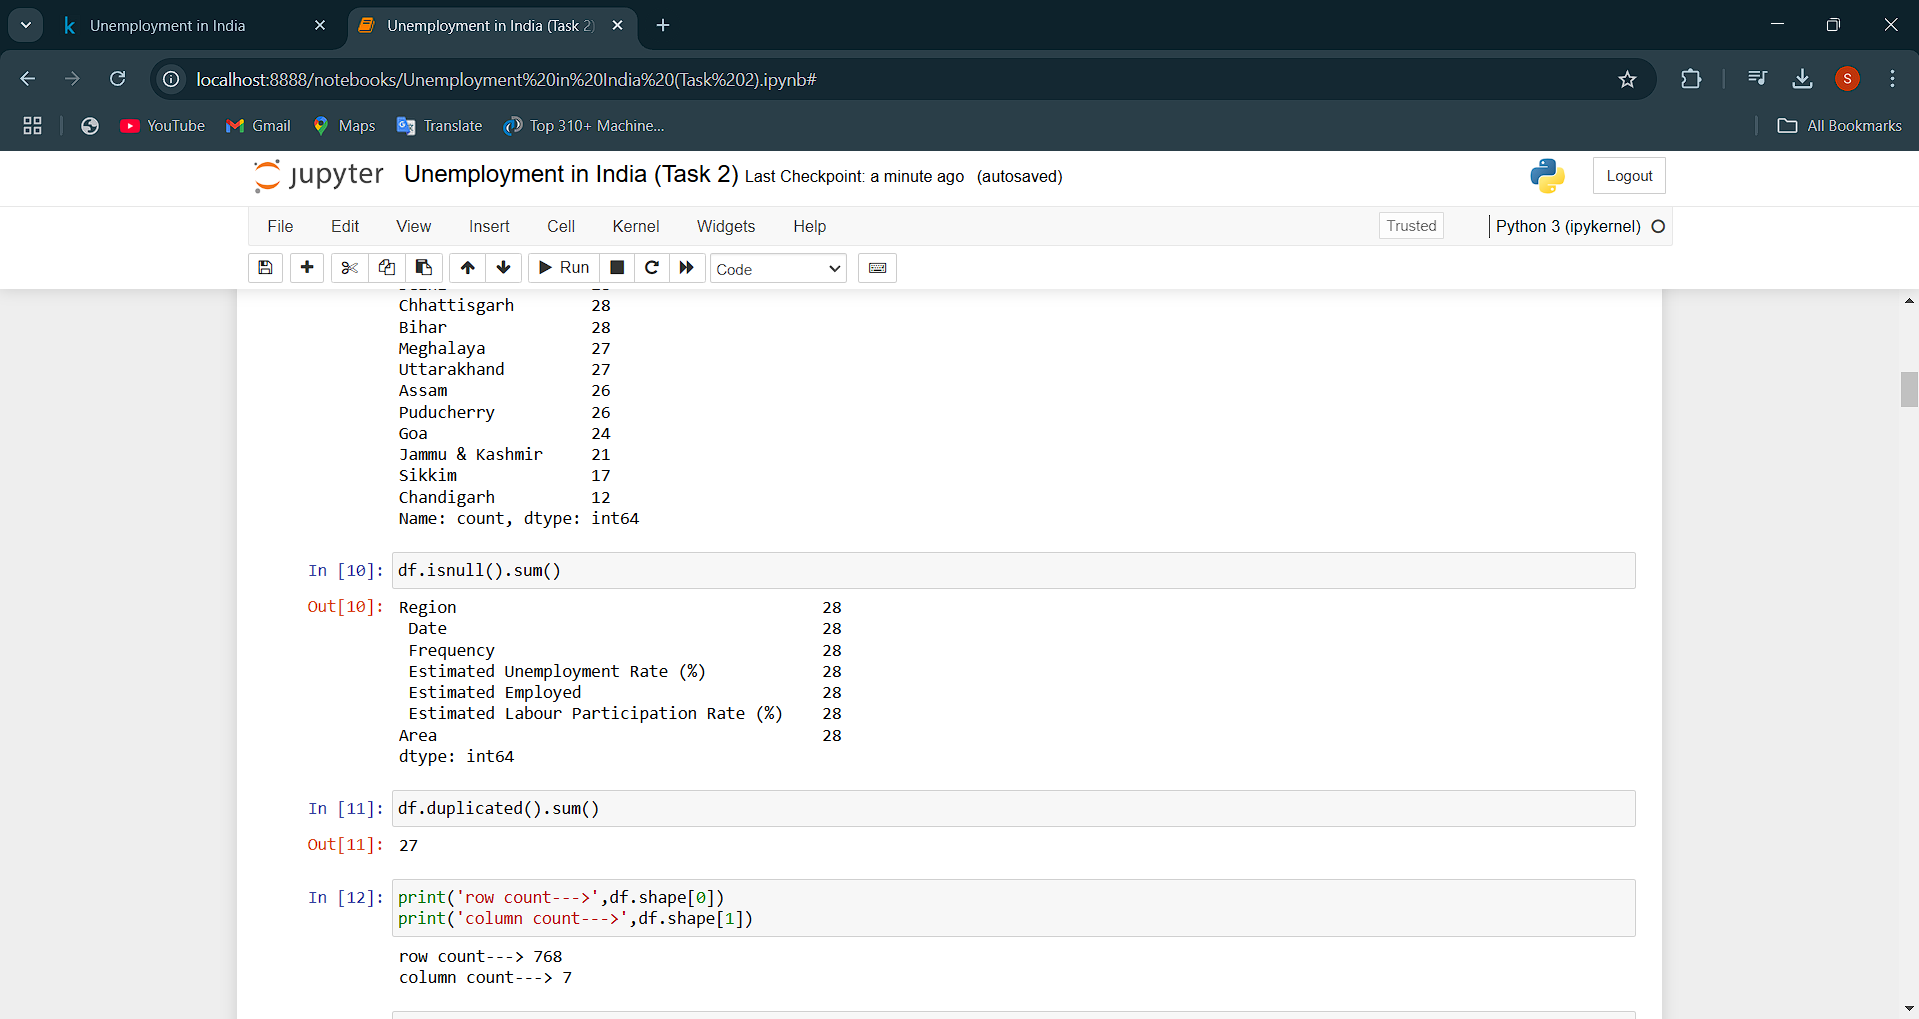 Unemployment in India
Unemployment in India (Task 2)
localhost:8888/notebooks/Unemployment%20in%20India%20(Task%202).ipynb#
S
YouTube
Gmail
Maps
Translate
Top 310+ Machine...
All Bookmarks
jupyter Unemployment in India (Task 2) Last Checkpoint: a minute ago (autosaved)
Logout
File Edit View Insert Cell Kernel Widgets Help
Trusted
Python 3 (ipykernel)
Run
Code
Chhattisgarh 28
Bihar 28
Meghalaya 27
Uttarakhand 27
Assam 26
Puducherry 26
Goa 24
Jammu & Kashmir 21
Sikkim 17
Chandigarh 12
Name: count, dtype: int64
In [10]: df.isnull().sum()
Out[10]: Region 28
Date 28
Frequency 28
Estimated Unemployment Rate (%) 28
Estimated Employed 28
Estimated Labour Participation Rate (%) 28
Area 28
dtype: int64
In [11]: df.duplicated().sum()
Out[11]: 27
In [12]: print('row count--->',df.shape[0])
print('column count--->',df.shape[1])
row count---> 768
column count---> 7